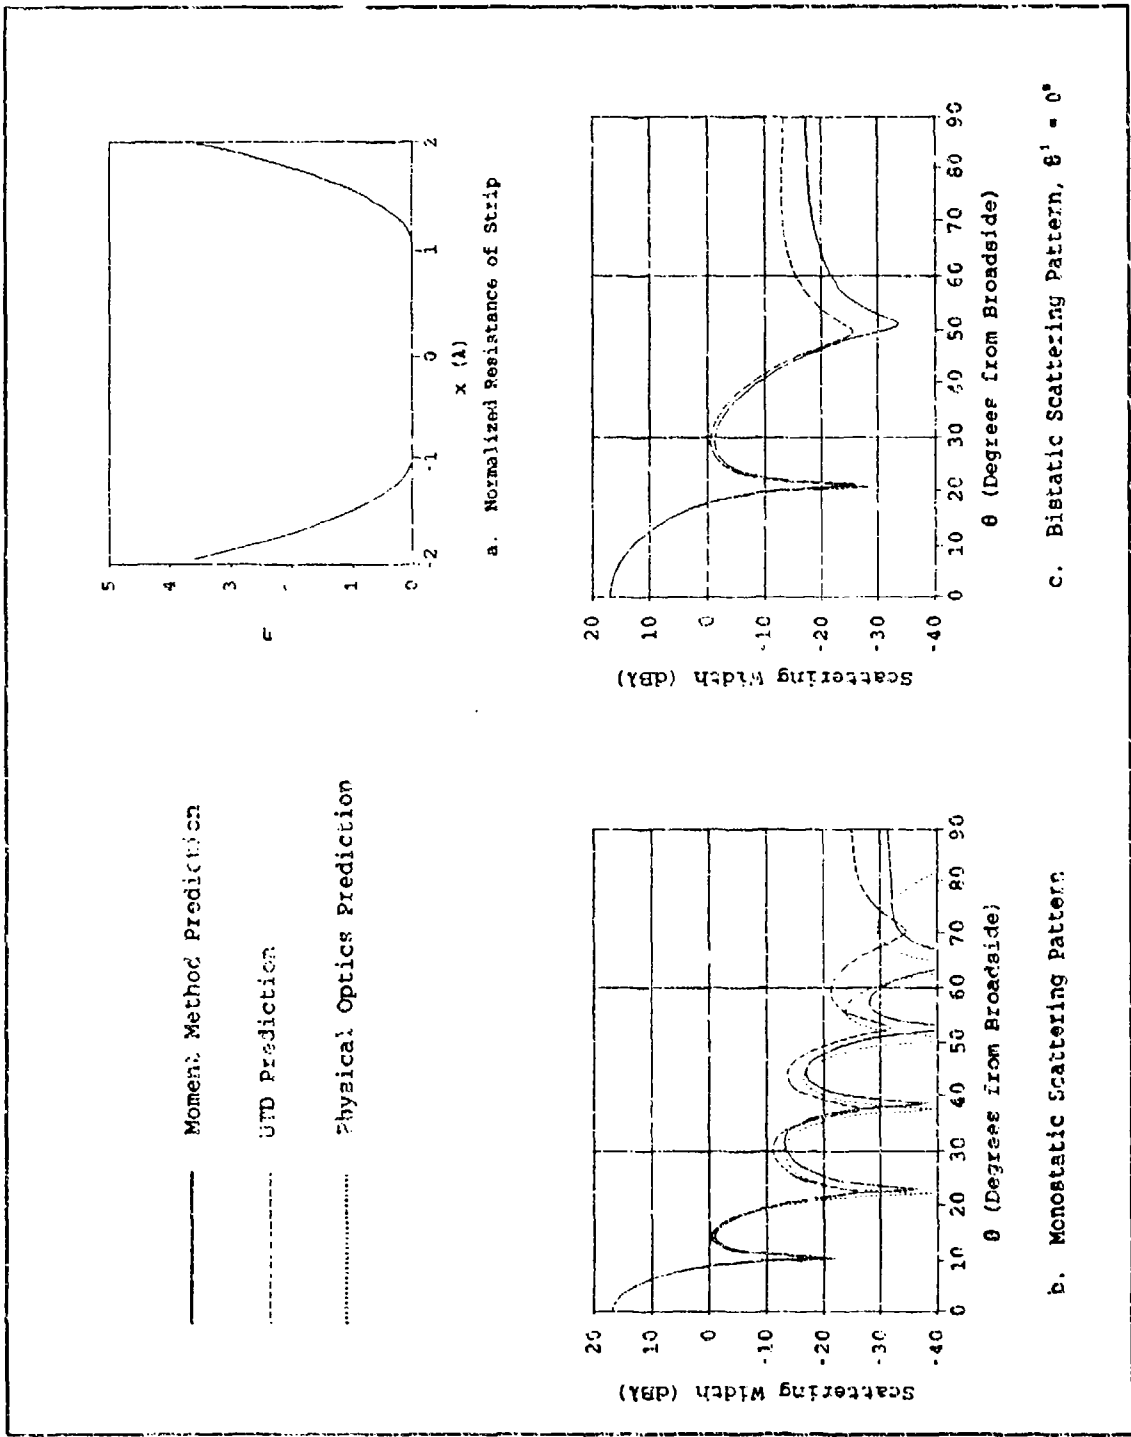 Moment Method Prediction
UTD Prediction
Physical Optics Prediction
5
4
3
1
0
-2
-1
0
1
2
x (λ)
a. Normalized Resistance of Strip
20
10
0
-10
-20
-30
-40
Scattering Width (dBλ)
0 10 20 30 40 50 60 70 80 90
θ (Degrees from Broadside)
b. Monostatic Scattering Pattern
20
10
0
-10
-20
-30
-40
Scattering Width (dBλ)
0 10 20 30 40 50 60 70 80 90
θ (Degrees from Broadside)
c. Bistatic Scattering Pattern, = 0°